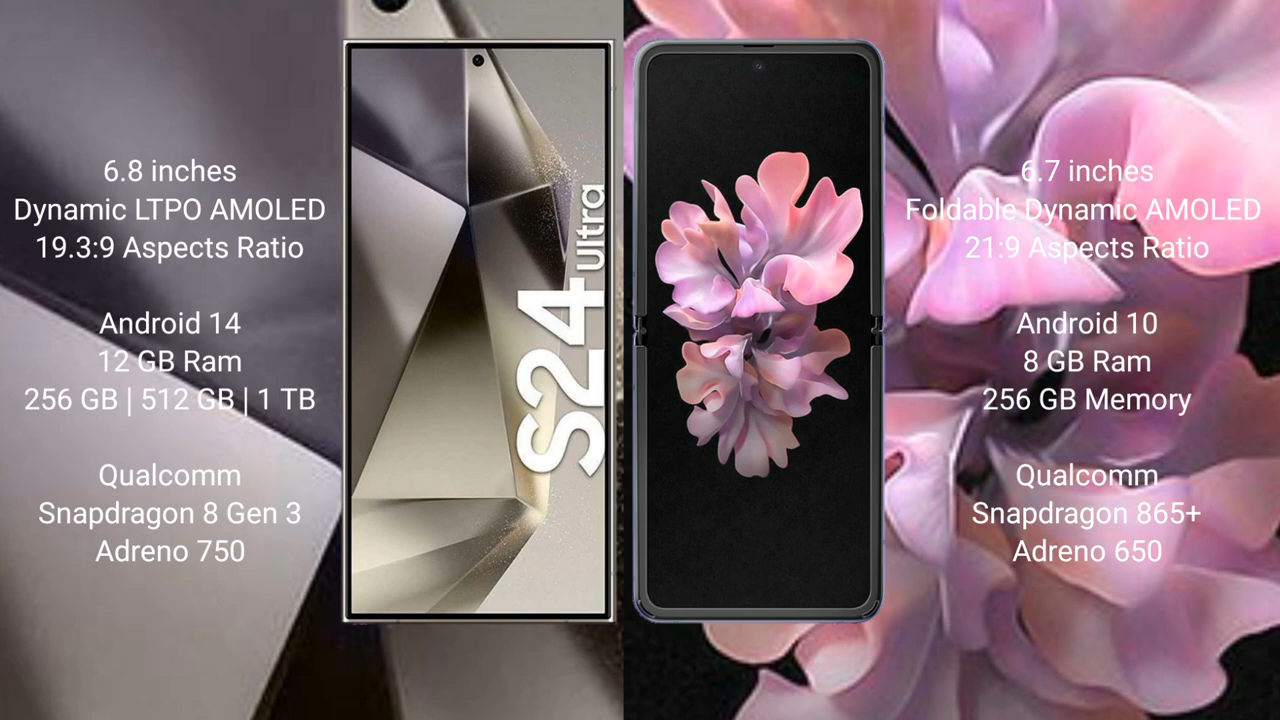 6.8 inches
Dynamic LTPO AMOLED
19.3:9 Aspects Ratio
Android 14
12 GB Ram
256 GB | 512 GB | 1 TB
Qualcomm
Snapdragon 8 Gen 3
Adreno 750
S24 ultra
6.7 inches
Foldable Dynamic AMOLED
21:9 Aspects Ratio
Android 10
8 GB Ram
256 GB Memory
Qualcomm
Snapdragon 865+
Adreno 650